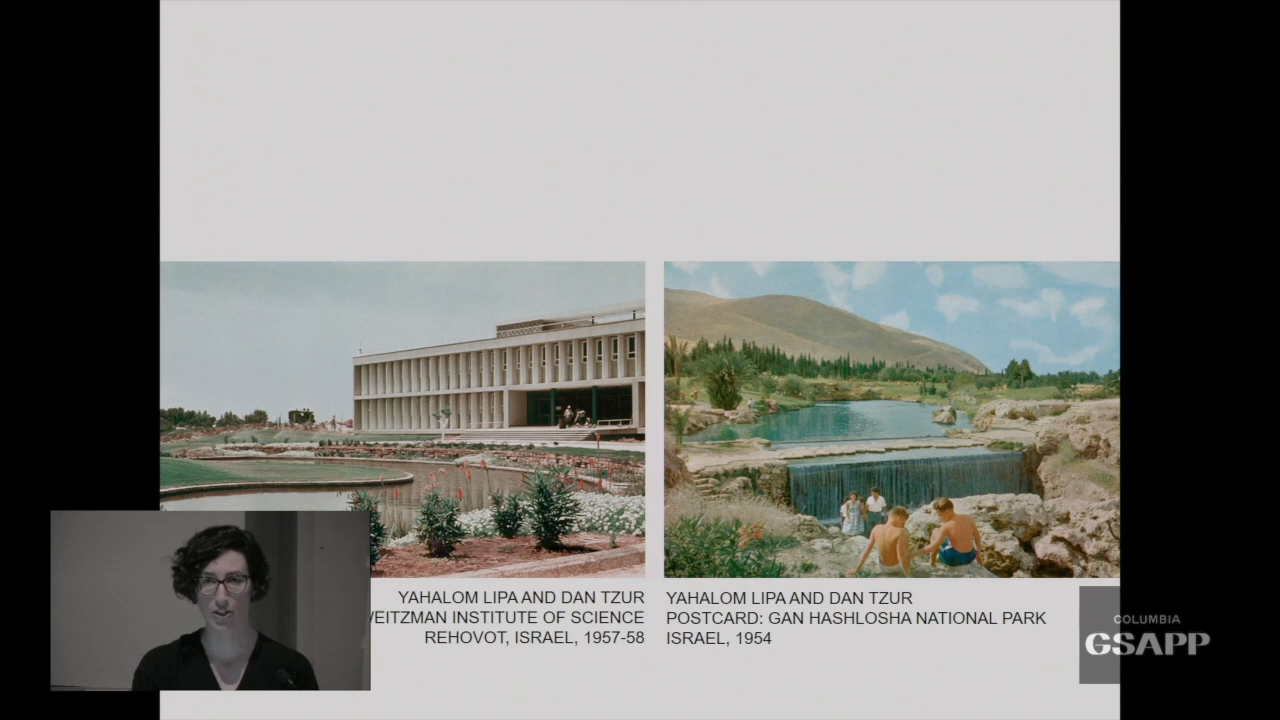 YAHALOM LIPA AND DAN TZUR
WEITZMAN INSTITUTE OF SCIENCE
REHOVOT, ISRAEL, 1957-58
YAHALOM LIPA AND DAN TZUR
POSTCARD: GAN HASHLOSHA NATIONAL PARK
ISRAEL, 1954
COLUMBIA
GSAPP